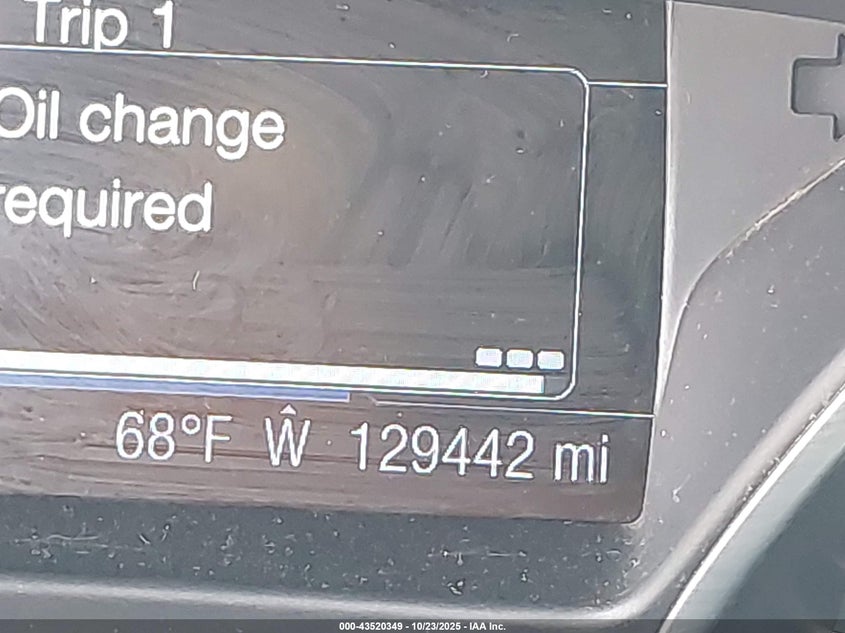 Trip 1
Oil change
required
68°F Ŵ 129442 mi
000-43520349 - 10/23/2025 - IAA Inc.